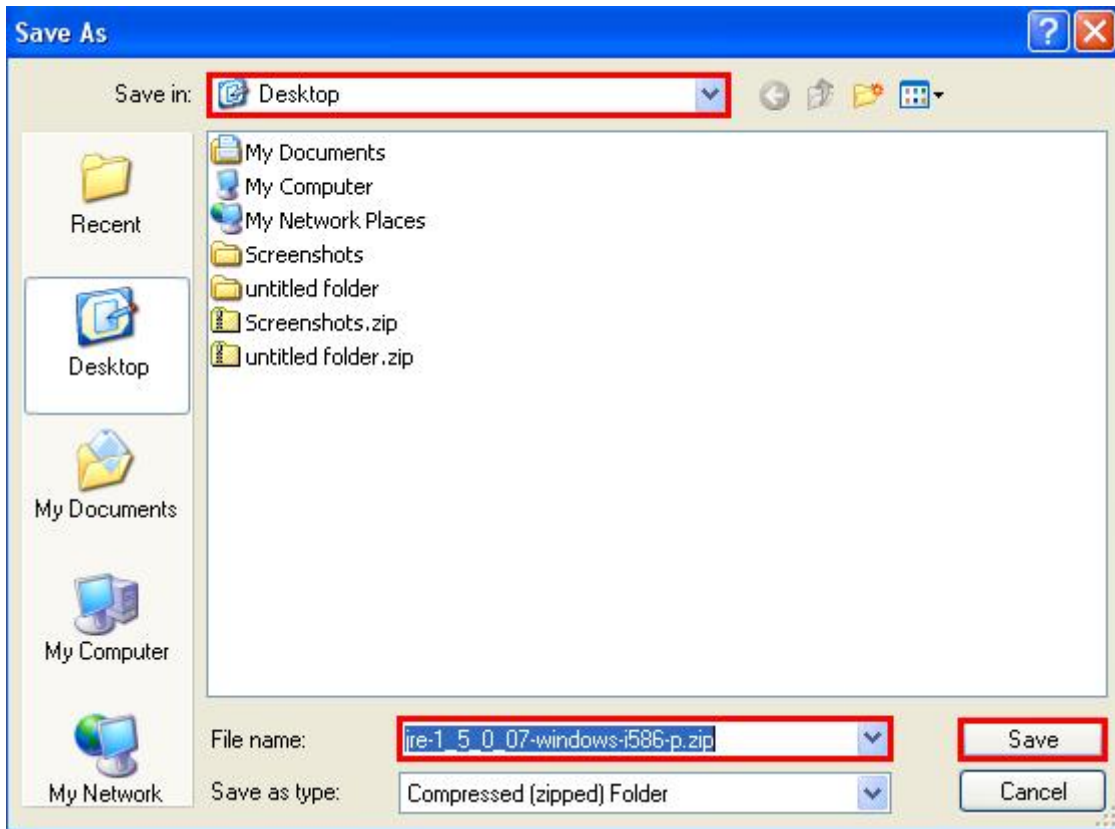 Save As
Save in:
Desktop
My Documents
My Computer
My Network Places
Screenshots
untitled folder
Screenshots.zip
untitled folder.zip
Recent
Desktop
My Documents
My Computer
My Network
File name:
jre-1_5_0_07-windows-i586-p.zip
Save
Save as type:
Compressed (zipped) Folder
Cancel